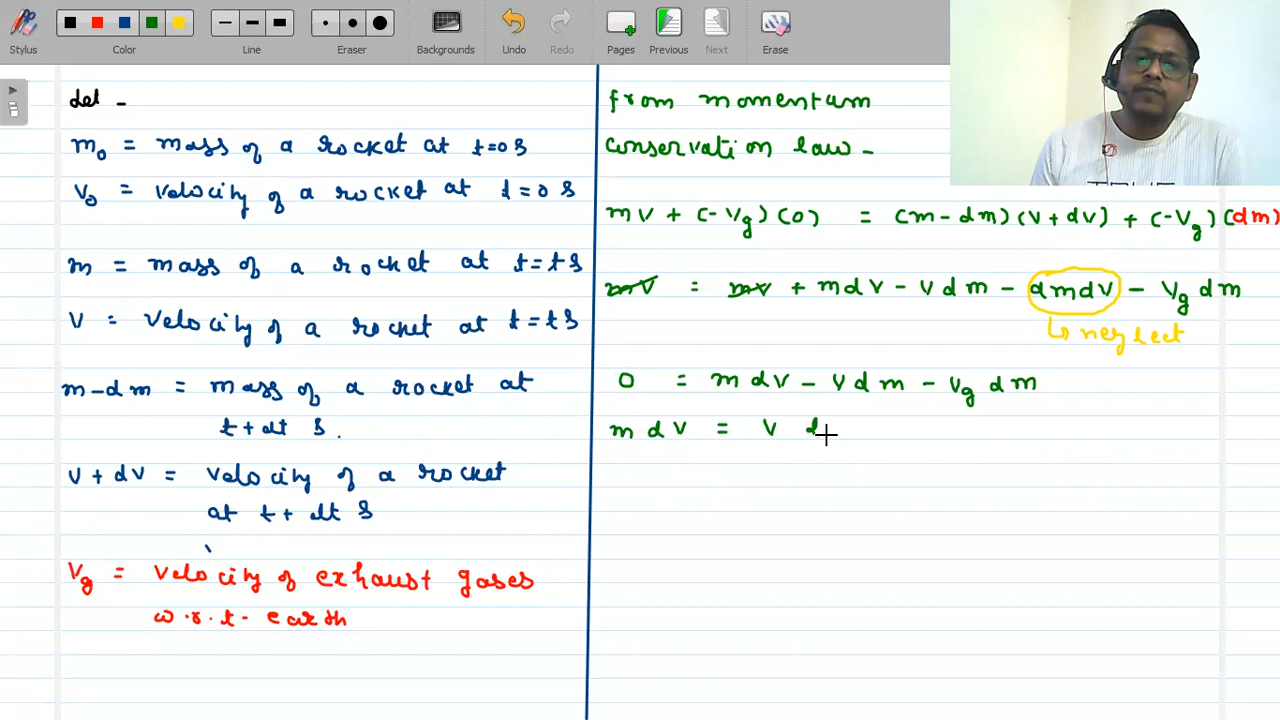 Stylus Color Line Eraser Backgrounds Undo Redo Pages Previous Next Erase
let -
m₀ = mass of a rocket at t=0 s
v₀ = velocity of a rocket at t=0 s
m = mass of a rocket at t=t s
v = velocity of a rocket at t=t s
m-dm = mass of a rocket at
t+dt s.
v+dv = velocity of a rocket
at t+dt s
Vg = velocity of exhaust gases
w.r.t. earth
from momentum
conservation law -
mv + (-Vg)(0) = (m-dm)(v+dv) + (-Vg)(dm)
mv = mv + mdv - vdm - dmdv - Vg dm
↳ neglect
0 = mdv - vdm - Vg dm
mdv = v d